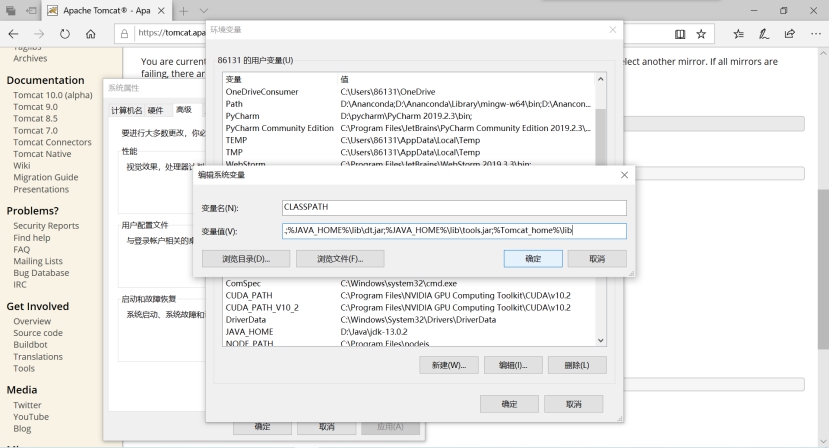 Apache Tomcat® - Apa
https://tomcat.apa
Taglibs
Archives
Documentation
Tomcat 10.0 (alpha)
Tomcat 9.0
Tomcat 8.5
Tomcat 7.0
Tomcat Connectors
Tomcat Native
Wiki
Migration Guide
Presentations
Problems?
Security Reports
Find help
FAQ
Mailing Lists
Bug Database
IRC
Get Involved
Overview
Source code
Buildbot
Translations
Tools
Media
Twitter
YouTube
Blog
You are current
failing, there ar
elect another mirror. If all mirrors are
系统属性
计算机名 硬件 高级
要进行大多数更改，你必
性能
视觉效果，处理器计划
用户配置文件
与登录帐户相关的桌
启动和故障恢复
系统启动、系统故障和
确定 取消 应用(A)
环境变量
86131 的用户变量(U)
变量 值
OneDriveConsumer C:\Users\86131\OneDrive
Path D:\Ananconda;D:\Ananconda\Library\mingw-w64\bin;D:\Anancon...
PyCharm D:\pycharm\PyCharm 2019.2.3\bin;
PyCharm Community Edition C:\Program Files\JetBrains\PyCharm Community Edition 2019.2.3\...
TEMP C:\Users\86131\AppData\Local\Temp
TMP C:\Users\86131\AppData\Local\Temp
WebStorm C:\Program Files\JetBrains\WebStorm 2019.3.3\bin;
编辑系统变量
变量名(N): CLASSPATH
变量值(V): .;%JAVA_HOME%\lib\dt.jar;%JAVA_HOME%\lib\tools.jar;%Tomcat_home%\lib
浏览目录(D)... 浏览文件(F)... 确定 取消
ComSpec C:\Windows\system32\cmd.exe
CUDA_PATH C:\Program Files\NVIDIA GPU Computing Toolkit\CUDA\v10.2
CUDA_PATH_V10_2 C:\Program Files\NVIDIA GPU Computing Toolkit\CUDA\v10.2
DriverData C:\Windows\System32\Drivers\DriverData
JAVA_HOME D:\Java\jdk-13.0.2
NODE_PATH C:\Program Files\nodejs
新建(W)... 编辑(I)... 删除(L)
确定 取消